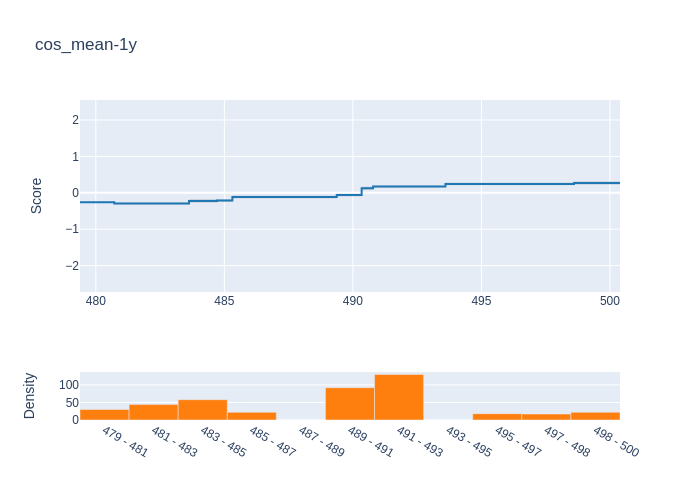 cos_mean-1y
Score
2
1
0
−1
−2
480 485 490 495 500
Density
100
50
0
479 - 481
481 - 483
483 - 485
485 - 487
487 - 489
489 - 491
491 - 493
493 - 495
495 - 497
497 - 498
498 - 500